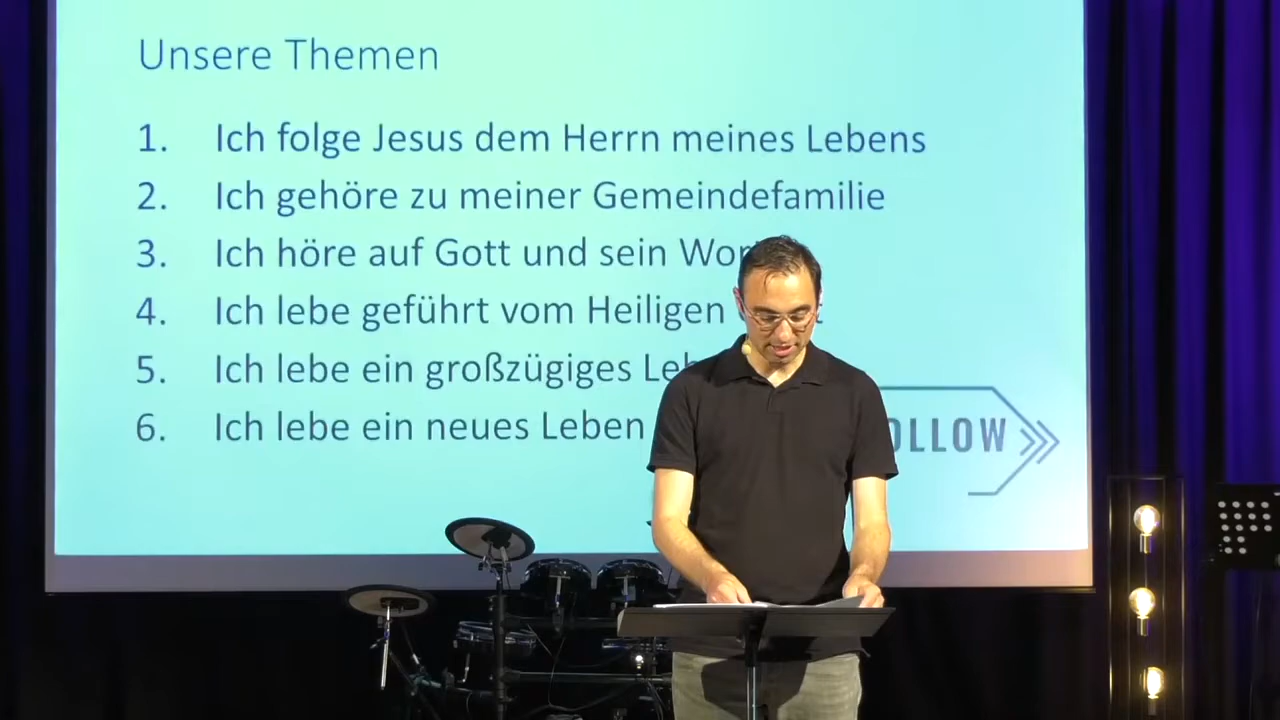 Unsere Themen
1. Ich folge Jesus dem Herrn meines Lebens
2. Ich gehöre zu meiner Gemeindefamilie
3. Ich höre auf Gott und sein
4. Ich lebe geführt vom Heiligen
5. Ich lebe ein großzügiges
6. Ich lebe ein neues Leben
OLLOW